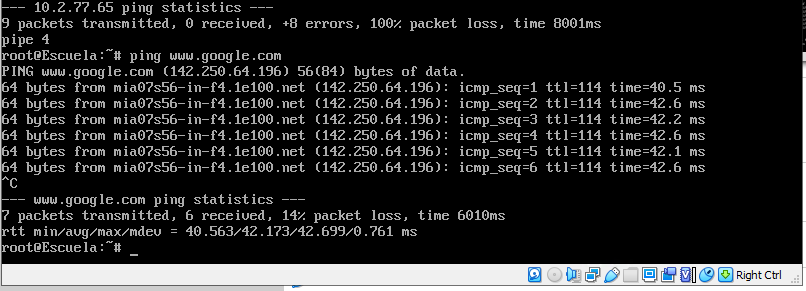 --- 10.2.77.65 ping statistics ---
9 packets transmitted, 0 received, +8 errors, 100% packet loss, time 8001ms
pipe 4
root@Escuela:~# ping www.google.com
PING www.google.com (142.250.64.196) 56(84) bytes of data.
64 bytes from mia07s56-in-f4.1e100.net (142.250.64.196): icmp_seq=1 ttl=114 time=40.5 ms
64 bytes from mia07s56-in-f4.1e100.net (142.250.64.196): icmp_seq=2 ttl=114 time=42.6 ms
64 bytes from mia07s56-in-f4.1e100.net (142.250.64.196): icmp_seq=3 ttl=114 time=42.2 ms
64 bytes from mia07s56-in-f4.1e100.net (142.250.64.196): icmp_seq=4 ttl=114 time=42.6 ms
64 bytes from mia07s56-in-f4.1e100.net (142.250.64.196): icmp_seq=5 ttl=114 time=42.1 ms
64 bytes from mia07s56-in-f4.1e100.net (142.250.64.196): icmp_seq=6 ttl=114 time=42.6 ms
^C
--- www.google.com ping statistics ---
7 packets transmitted, 6 received, 14% packet loss, time 6010ms
rtt min/avg/max/mdev = 40.563/42.173/42.699/0.761 ms
root@Escuela:~# _
Right Ctrl